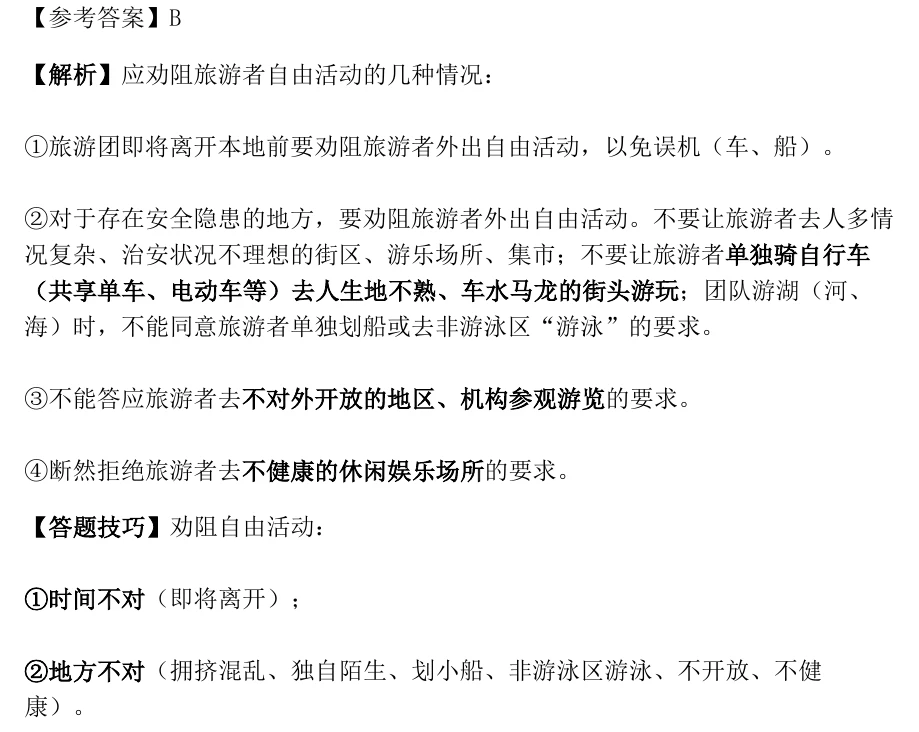 【参考答案】B
【解析】应劝阻旅游者自由活动的几种情况：
①旅游团即将离开本地前要劝阻旅游者外出自由活动，以免误机（车、船）。
②对于存在安全隐患的地方，要劝阻旅游者外出自由活动。不要让旅游者去人多情
况复杂、治安状况不理想的街区、游乐场所、集市；不要让旅游者单独骑自行车
（共享单车、电动车等）去人生地不熟、车水马龙的街头游玩；团队游湖（河、
海）时，不能同意旅游者单独划船或去非游泳区“游泳”的要求。
③不能答应旅游者去不对外开放的地区、机构参观游览的要求。
④断然拒绝旅游者去不健康的休闲娱乐场所的要求。
【答题技巧】劝阻自由活动：
①时间不对（即将离开）；
②地方不对（拥挤混乱、独自陌生、划小船、非游泳区游泳、不开放、不健
康）。